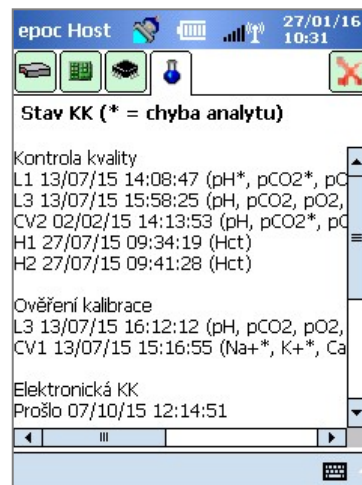 epoc Host 27/01/16
10:31
Stav KK (* = chyba analytu)
Kontrola kvality
L1 13/07/15 14:08:47 (pH*, pCO2*, pO
L3 13/07/15 15:58:25 (pH, pCO2, pO2,
CV2 02/02/15 14:13:53 (pH, pCO2*, pO
H1 27/07/15 09:34:19 (Hct)
H2 27/07/15 09:41:28 (Hct)
Ověření kalibrace
L3 13/07/15 16:12:12 (pH, pCO2, pO2,
CV1 13/07/15 15:16:55 (Na+*, K+*, Ca
Elektronická KK
Prošlo 07/10/15 12:14:51